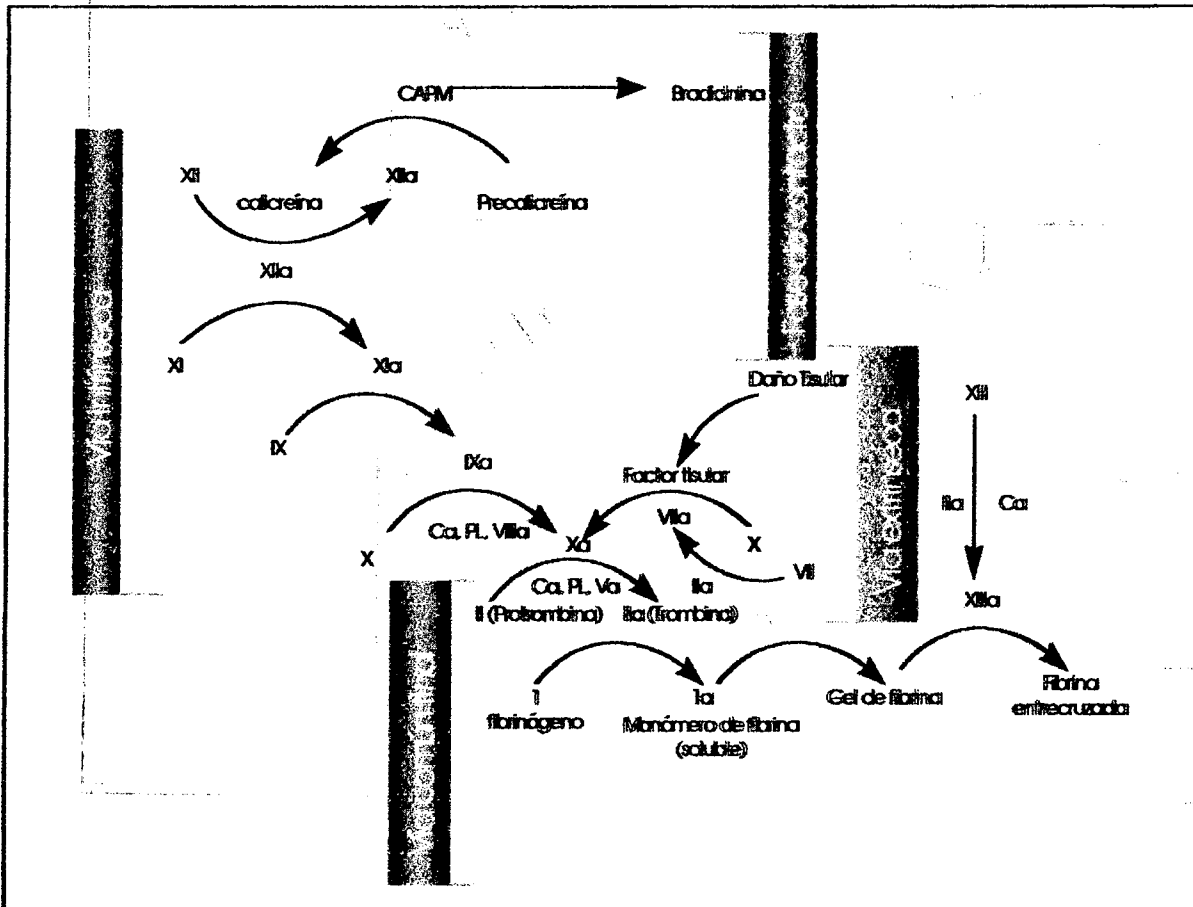 CAPM
Bradicinina
XII
XIIa
calicreína
Precalicreína
XIIa
Vía intrínseca
XI
XIa
Daño tisular
XIII
IX
IXa
Factor tisular
Vía extrínseca
IIa
Ca
Ca, PL, VIIIa
VIIa
X
Xa
X
VII
Ca, PL, Va
IIa
II (Protrombina)
IIa (Trombina)
XIIIa
I
Ia
Gel de fibrina
Fibrina
entrecruzada
fibrinógeno
Monómero de fibrina
(soluble)
Vía común